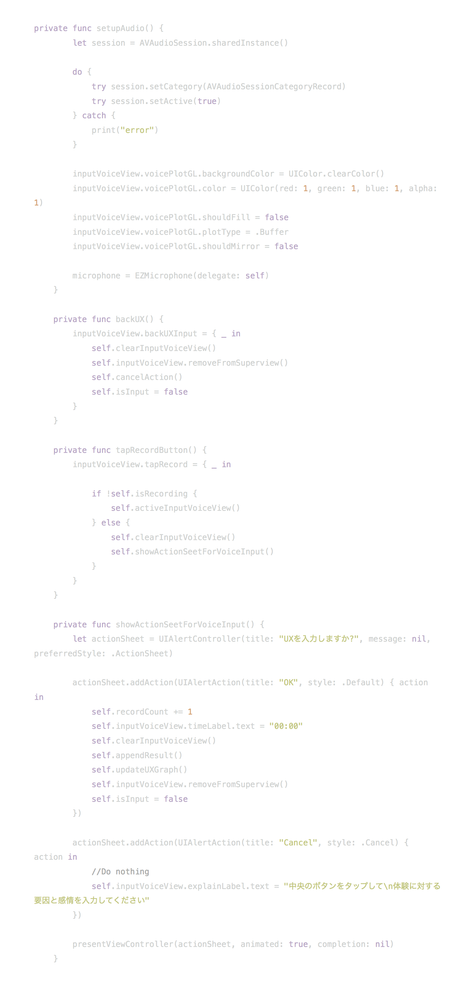 private func setupAudio() {
        let session = AVAudioSession.sharedInstance()

        do {
            try session.setCategory(AVAudioSessionCategoryRecord)
            try session.setActive(true)
        } catch {
            print("error")
        }

        inputVoiceView.voicePlotGL.backgroundColor = UIColor.clearColor()
        inputVoiceView.voicePlotGL.color = UIColor(red: 1, green: 1, blue: 1, alpha:
1)
        inputVoiceView.voicePlotGL.shouldFill = false
        inputVoiceView.voicePlotGL.plotType = .Buffer
        inputVoiceView.voicePlotGL.shouldMirror = false

        microphone = EZMicrophone(delegate: self)
    }

    private func backUX() {
        inputVoiceView.backUXInput = { _ in
            self.clearInputVoiceView()
            self.inputVoiceView.removeFromSuperview()
            self.cancelAction()
            self.isInput = false
        }
    }

    private func tapRecordButton() {
        inputVoiceView.tapRecord = { _ in

            if !self.isRecording {
                self.activeInputVoiceView()
            } else {
                self.clearInputVoiceView()
                self.showActionSeetForVoiceInput()
            }
        }
    }

    private func showActionSeetForVoiceInput() {
        let actionSheet = UIAlertController(title: "UXを入力しますか?", message: nil,
preferredStyle: .ActionSheet)

        actionSheet.addAction(UIAlertAction(title: "OK", style: .Default) { action
in
            self.recordCount += 1
            self.inputVoiceView.timeLabel.text = "00:00"
            self.clearInputVoiceView()
            self.appendResult()
            self.updateUXGraph()
            self.inputVoiceView.removeFromSuperview()
            self.isInput = false
        })

        actionSheet.addAction(UIAlertAction(title: "Cancel", style: .Cancel) {
action in
            //Do nothing
            self.inputVoiceView.explainLabel.text = "中央のボタンをタップして\n体験に対する
要因と感情を入力してください"
        })

        presentViewController(actionSheet, animated: true, completion: nil)
    }